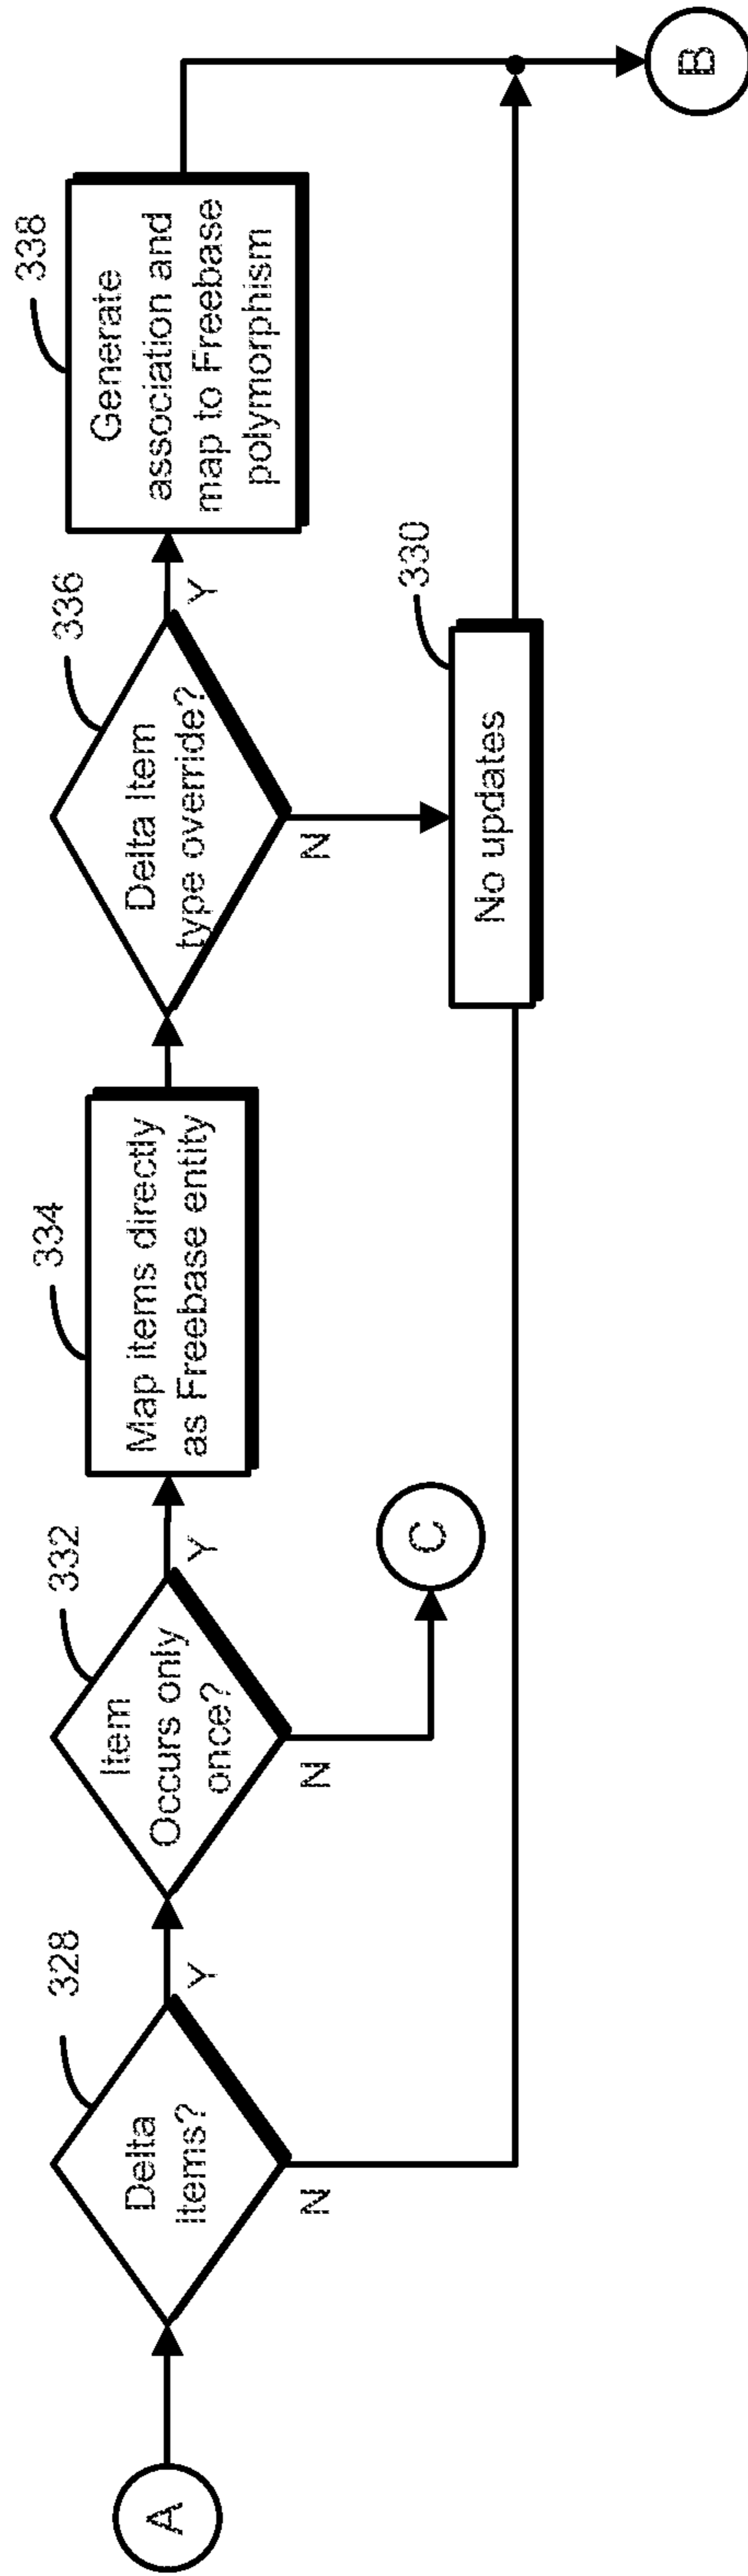 A
328
Delta
items?
Y
N
332
Item
Occurs only
once?
Y
N
C
334
Map items directly
as Freebase entity
336
Delta Item
type override?
Y
N
330
No updates
338
Generate
association and
map to Freebase
polymorphism
B